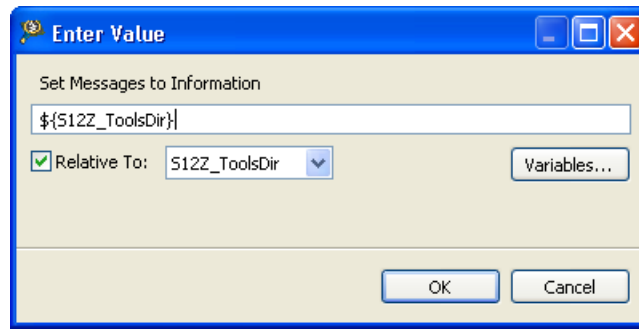 Enter Value
Set Messages to Information
${S12Z_ToolsDir}
Relative To: S12Z_ToolsDir Variables...
OK Cancel